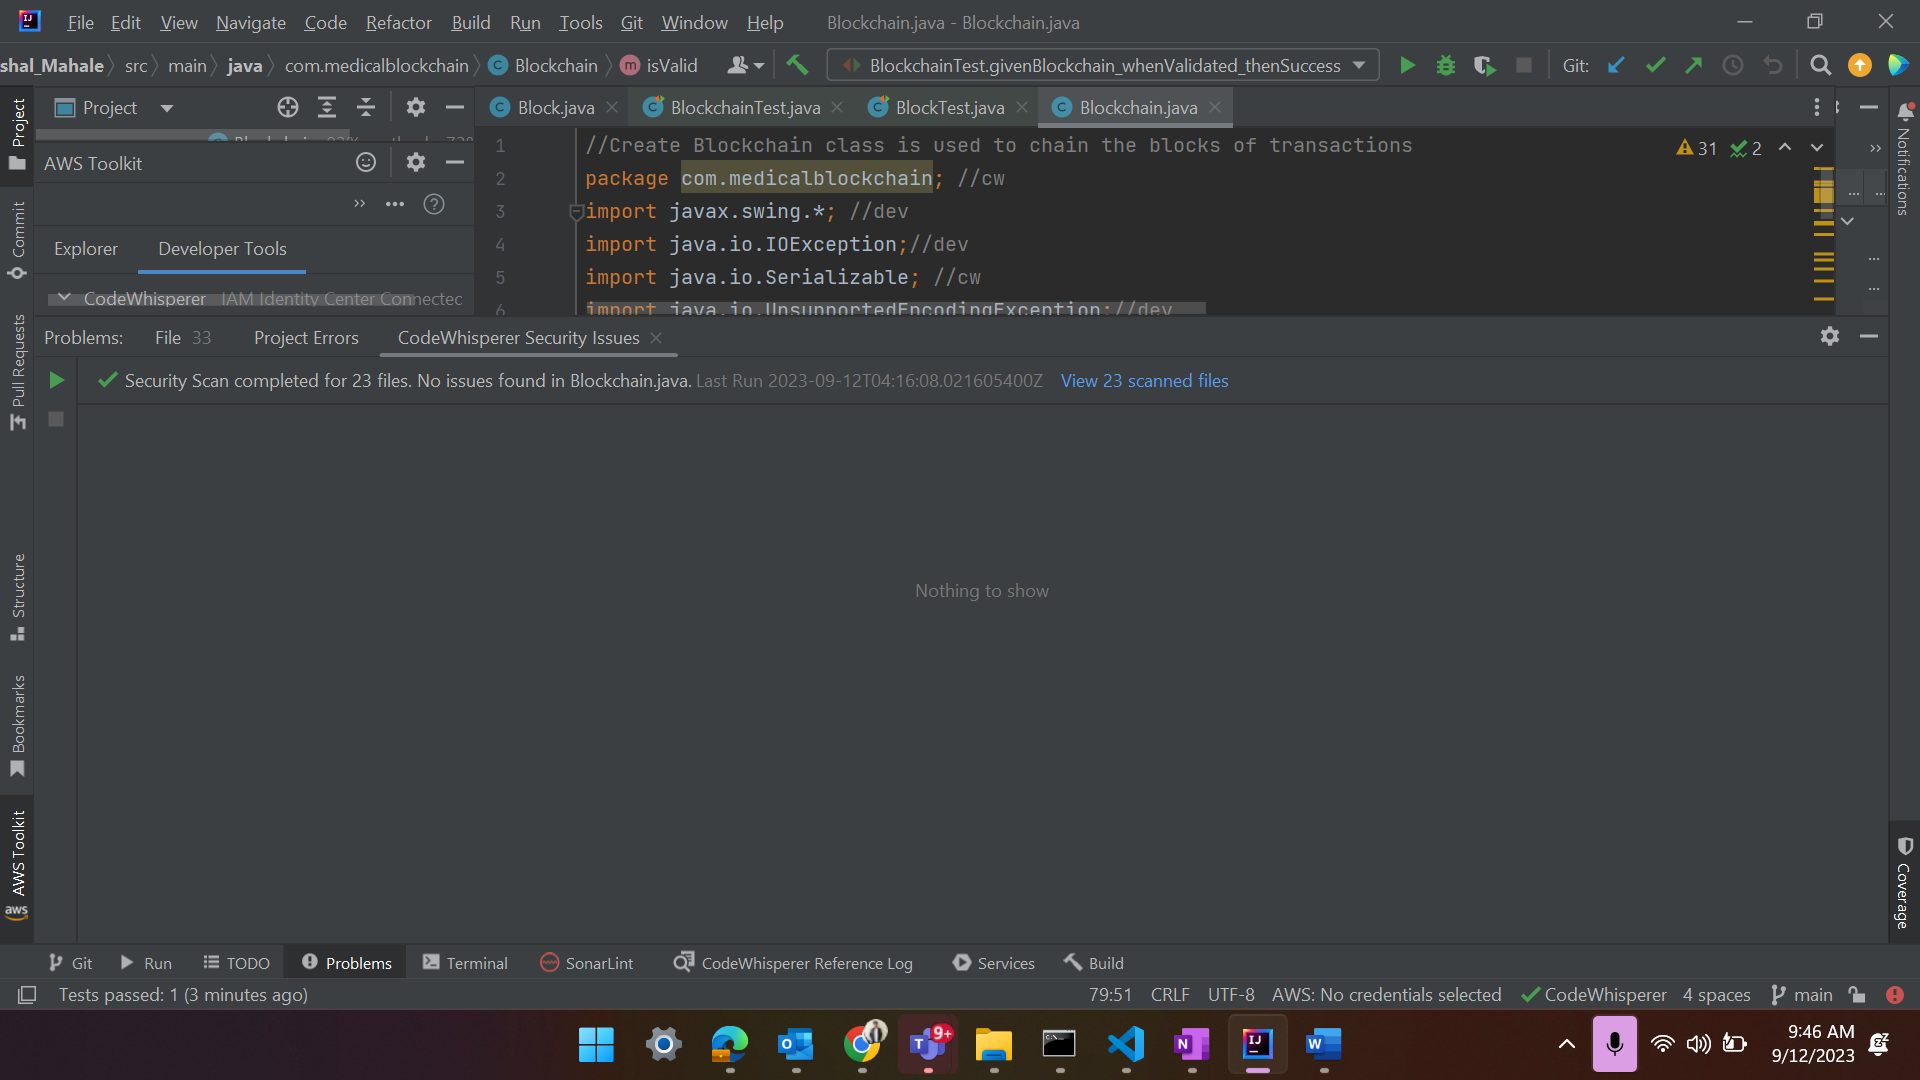 File Edit View Navigate Code Refactor Build Run Tools Git Window Help Blockchain.java - Blockchain.java
shal_Mahale src main java com.medicalblockchain Blockchain isValid BlockchainTest.givenBlockchain_whenValidated_thenSuccess Git:
Project
Block.java BlockchainTest.java BlockTest.java Blockchain.java
AWS Toolkit
Explorer Developer Tools
CodeWhisperer IAM Identity Center Connected
1 //Create Blockchain class is used to chain the blocks of transactions
2 package com.medicalblockchain; //cw
3 import javax.swing.*; //dev
4 import java.io.IOException;//dev
5 import java.io.Serializable; //cw
6 import java.io.UnsupportedEncodingException;//dev
31 2
Problems: File 33 Project Errors CodeWhisperer Security Issues
Security Scan completed for 23 files. No issues found in Blockchain.java. Last Run 2023-09-12T04:16:08.021605400Z View 23 scanned files
Nothing to show
Project
Commit
Pull Requests
Structure
Bookmarks
AWS Toolkit
aws
Notifications
Coverage
Git Run TODO Problems Terminal SonarLint CodeWhisperer Reference Log Services Build
Tests passed: 1 (3 minutes ago) 79:51 CRLF UTF-8 AWS: No credentials selected CodeWhisperer 4 spaces main
9+
9:46 AM
9/12/2023